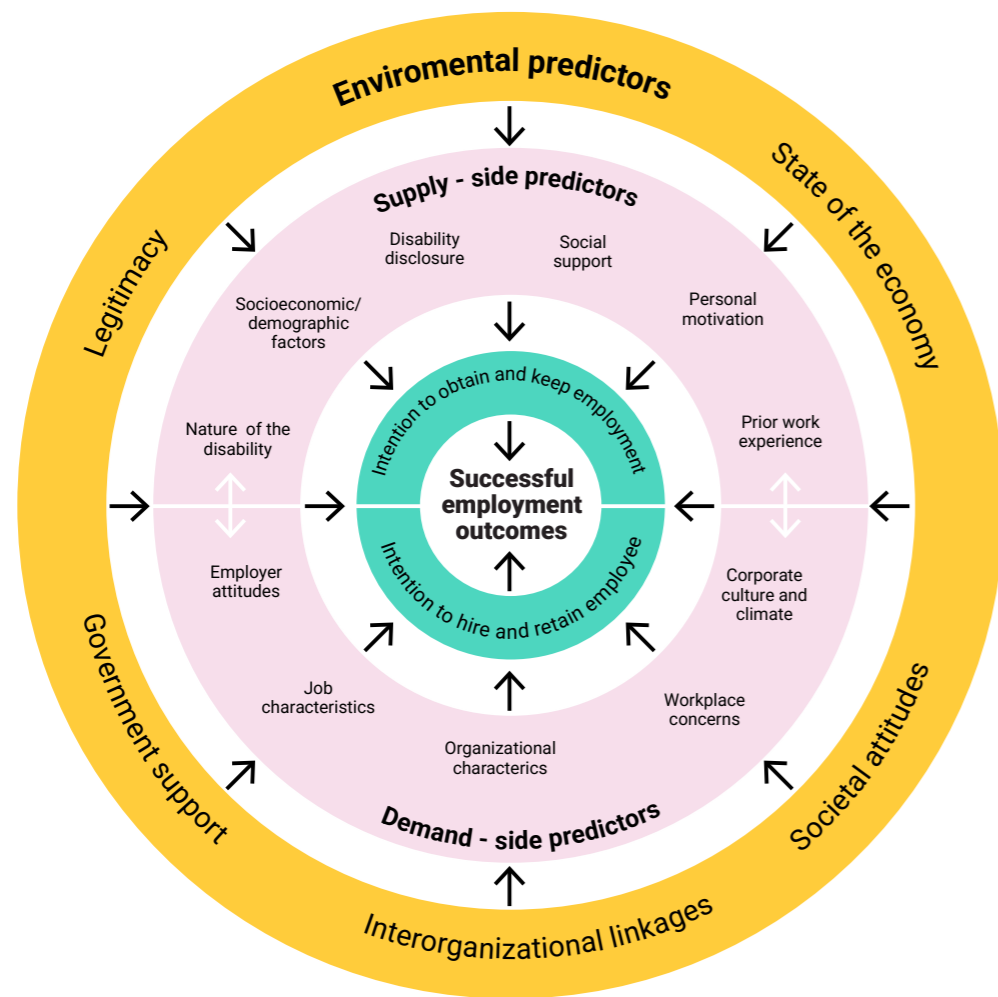 Enviromental predictors
State of the economy
Legitimacy
Supply - side predictors
Disability
disclosure
Social
support
Socioeconomic/
demographic
factors
Personal
motivation
Nature of the
disability
Prior work
experience
Intention to obtain and keep employment
Successful
employment
outcomes
Intention to hire and retain employee
Employer
attitudes
Corporate
culture and
climate
Job
characteristics
Workplace
concerns
Organizational
characterics
Demand - side predictors
Government support
Societal attitudes
Interorganizational linkages